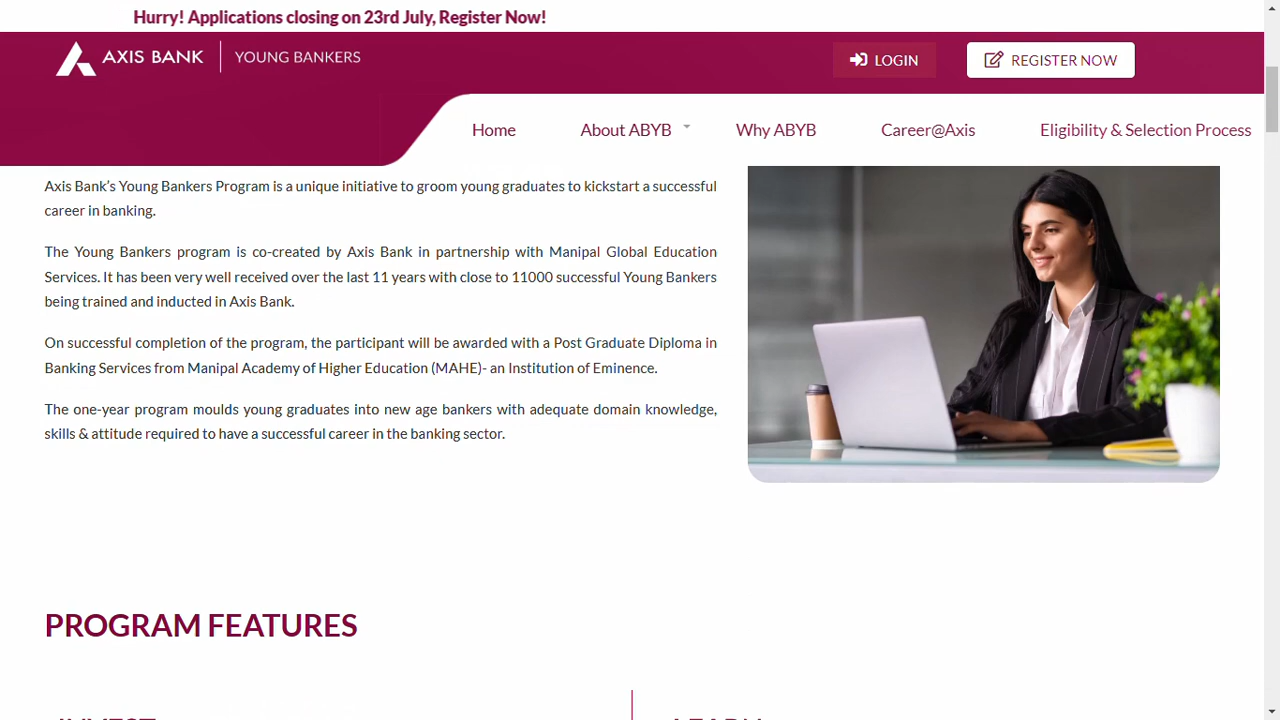 Hurry! Applications closing on 23rd July, Register Now!
AXIS BANK YOUNG BANKERS
LOGIN
REGISTER NOW
Home
About ABYB
Why ABYB
Career@Axis
Eligibility & Selection Process
Axis Bank’s Young Bankers Program is a unique initiative to groom young graduates to kickstart a successful
career in banking.
The Young Bankers program is co-created by Axis Bank in partnership with Manipal Global Education
Services. It has been very well received over the last 11 years with close to 11000 successful Young Bankers
being trained and inducted in Axis Bank.
On successful completion of the program, the participant will be awarded with a Post Graduate Diploma in
Banking Services from Manipal Academy of Higher Education (MAHE)- an Institution of Eminence.
The one-year program moulds young graduates into new age bankers with adequate domain knowledge,
skills & attitude required to have a successful career in the banking sector.
PROGRAM FEATURES